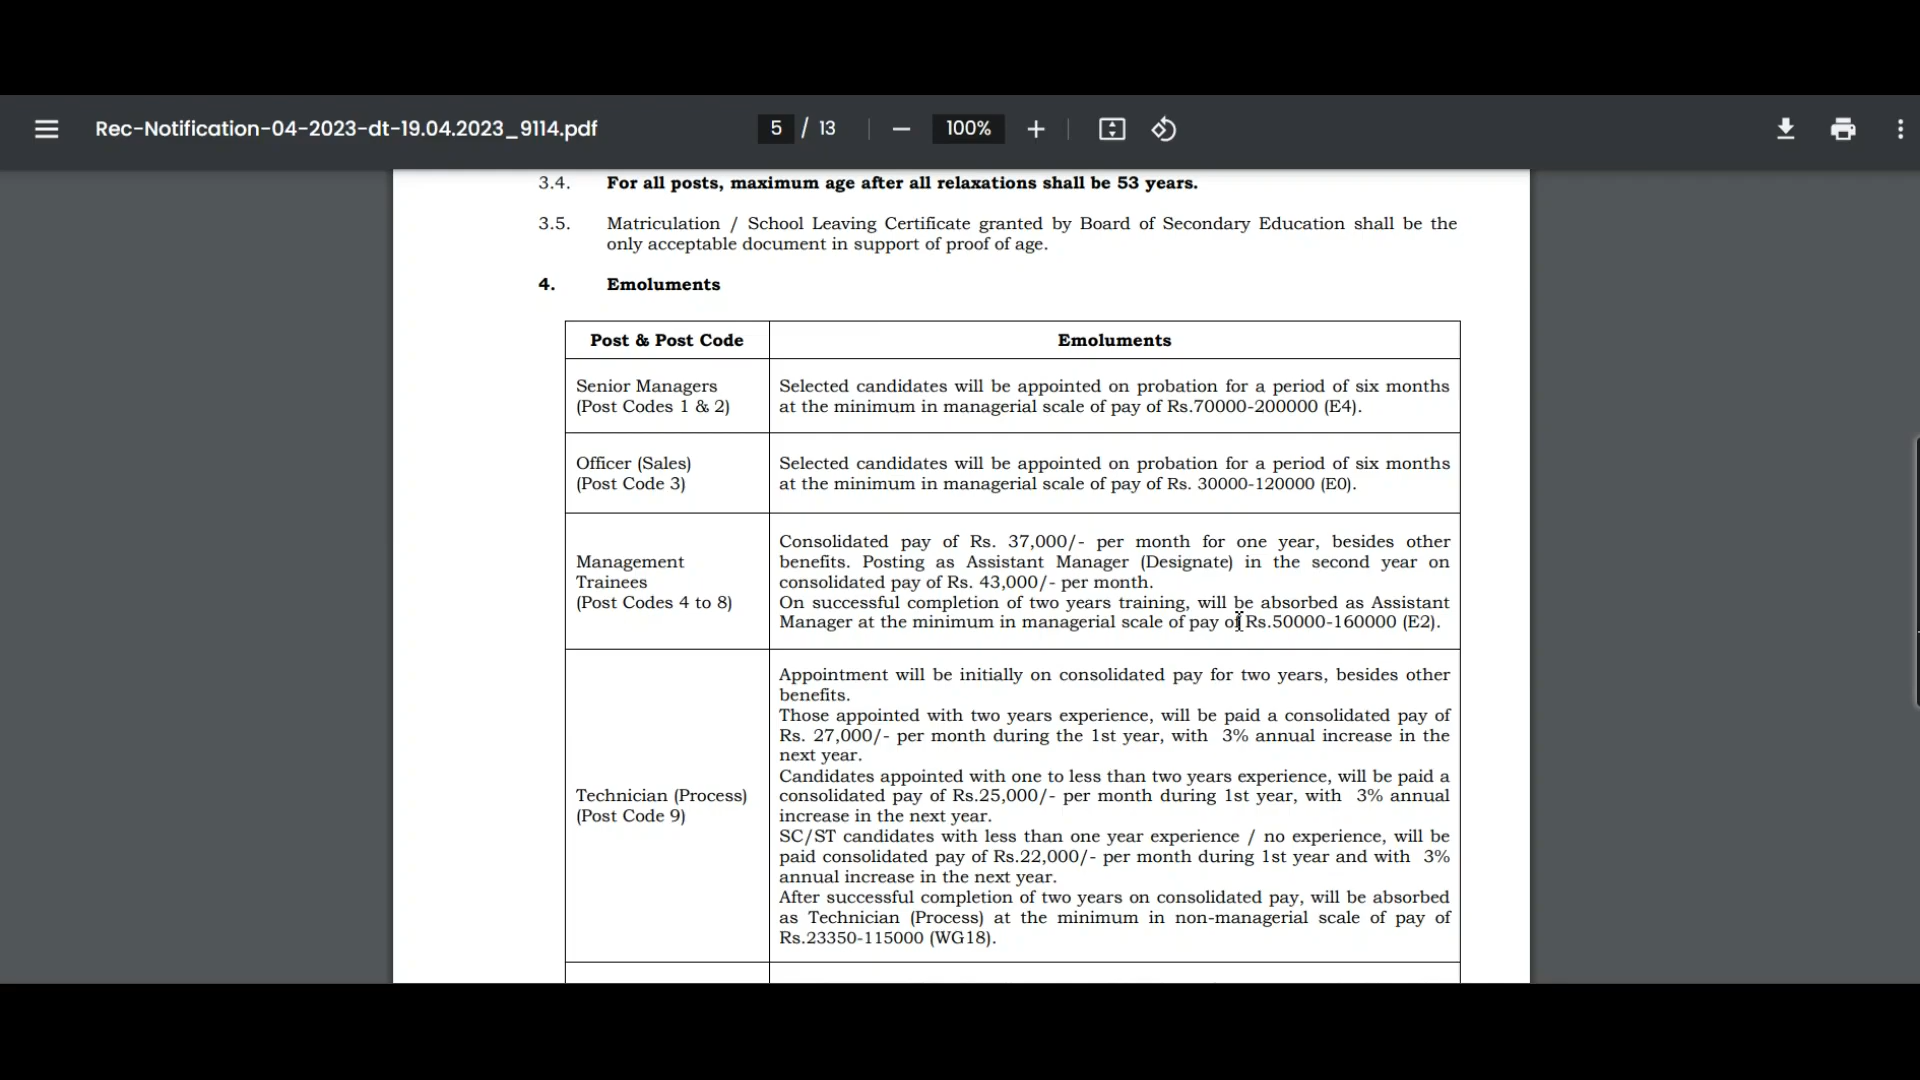 Rec-Notification-04-2023-dt-19.04.2023_9114.pdf
5 / 13
100%
3.4. For all posts, maximum age after all relaxations shall be 53 years.
3.5. Matriculation / School Leaving Certificate granted by Board of Secondary Education shall be the
only acceptable document in support of proof of age.
4. Emoluments
Post & Post Code
Emoluments
Senior Managers
(Post Codes 1 & 2)
Selected candidates will be appointed on probation for a period of six months
at the minimum in managerial scale of pay of Rs.70000-200000 (E4).
Officer (Sales)
(Post Code 3)
Selected candidates will be appointed on probation for a period of six months
at the minimum in managerial scale of pay of Rs. 30000-120000 (E0).
Management
Trainees
(Post Codes 4 to 8)
Consolidated pay of Rs. 37,000/- per month for one year, besides other
benefits. Posting as Assistant Manager (Designate) in the second year on
consolidated pay of Rs. 43,000/- per month.
On successful completion of two years training, will be absorbed as Assistant
Manager at the minimum in managerial scale of pay of Rs.50000-160000 (E2).
Technician (Process)
(Post Code 9)
Appointment will be initially on consolidated pay for two years, besides other
benefits.
Those appointed with two years experience, will be paid a consolidated pay of
Rs. 27,000/- per month during the 1st year, with 3% annual increase in the
next year.
Candidates appointed with one to less than two years experience, will be paid a
consolidated pay of Rs.25,000/- per month during 1st year, with 3% annual
increase in the next year.
SC/ST candidates with less than one year experience / no experience, will be
paid consolidated pay of Rs.22,000/- per month during 1st year and with 3%
annual increase in the next year.
After successful completion of two years on consolidated pay, will be absorbed
as Technician (Process) at the minimum in non-managerial scale of pay of
Rs.23350-115000 (WG18).